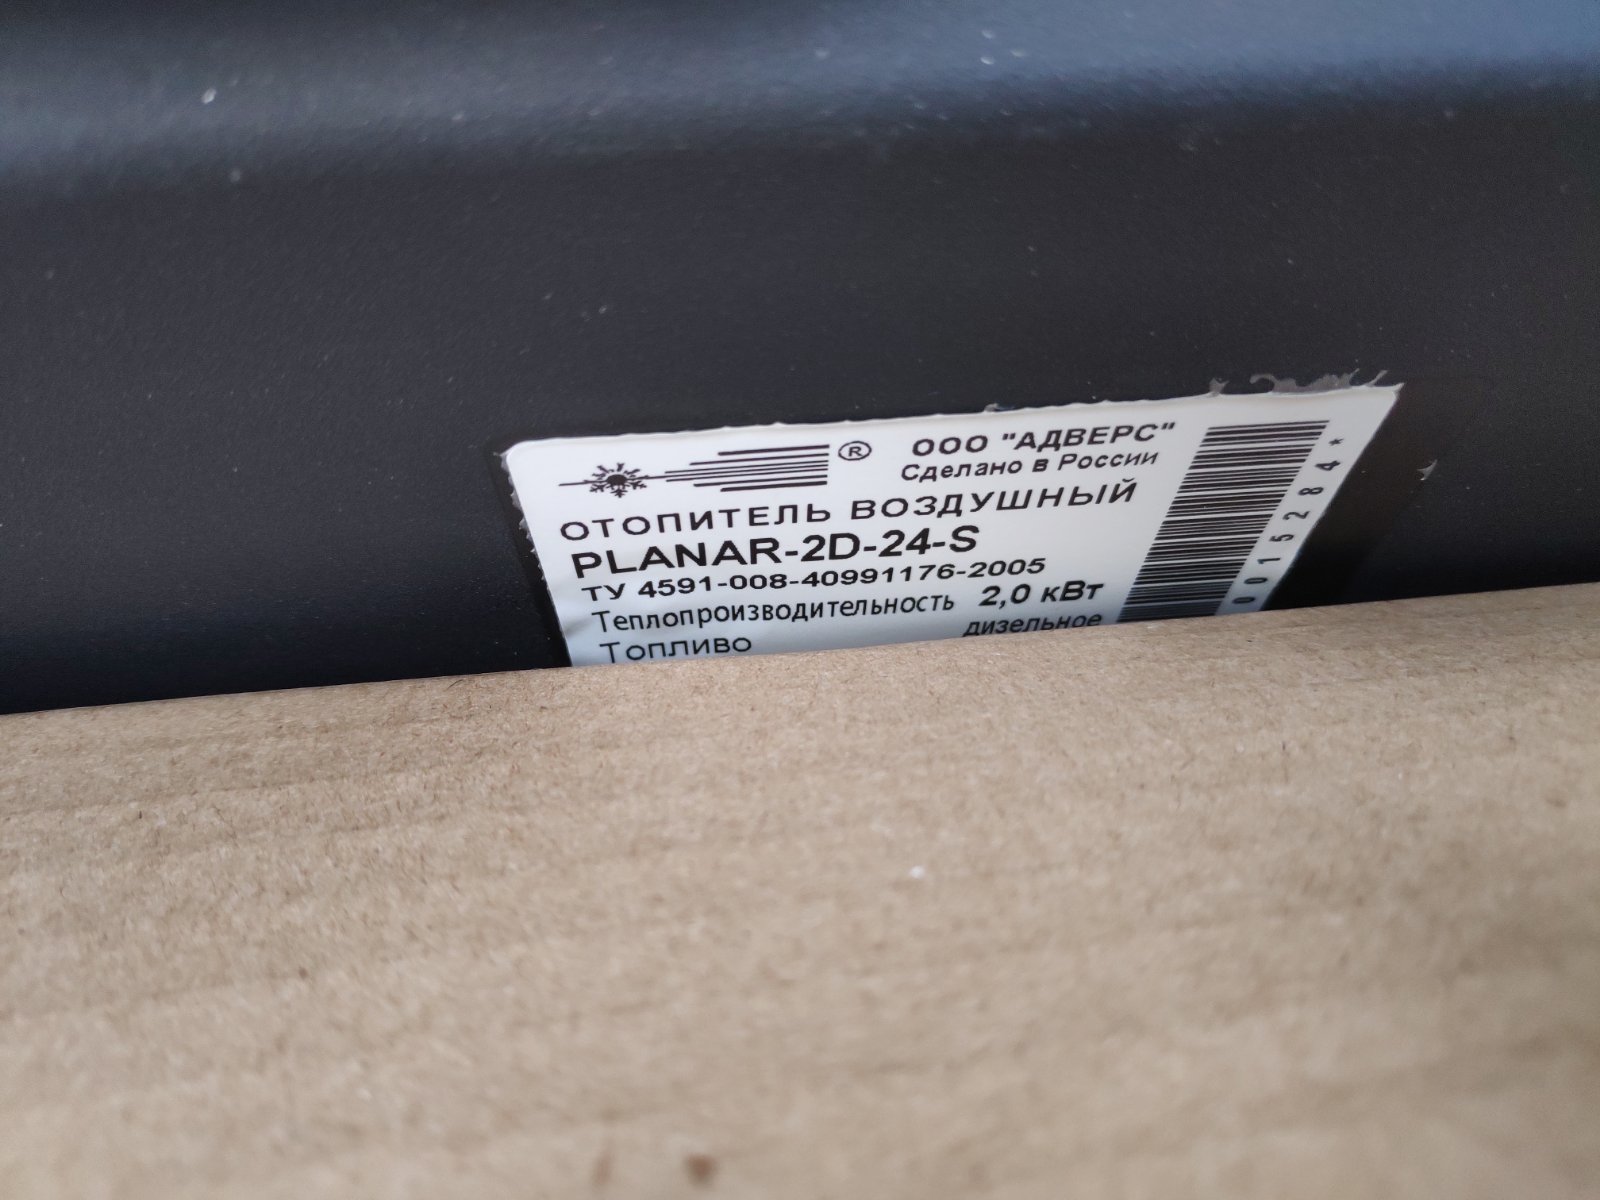 ®
ООО "АДВЕРС"
Сделано в России
ОТОПИТЕЛЬ ВОЗДУШНЫЙ
PLANAR-2D-24-S
ТУ 4591-008-40991176-2005
Теплопроизводительность 2,0 кВт
Топливо дизельное
0015284*